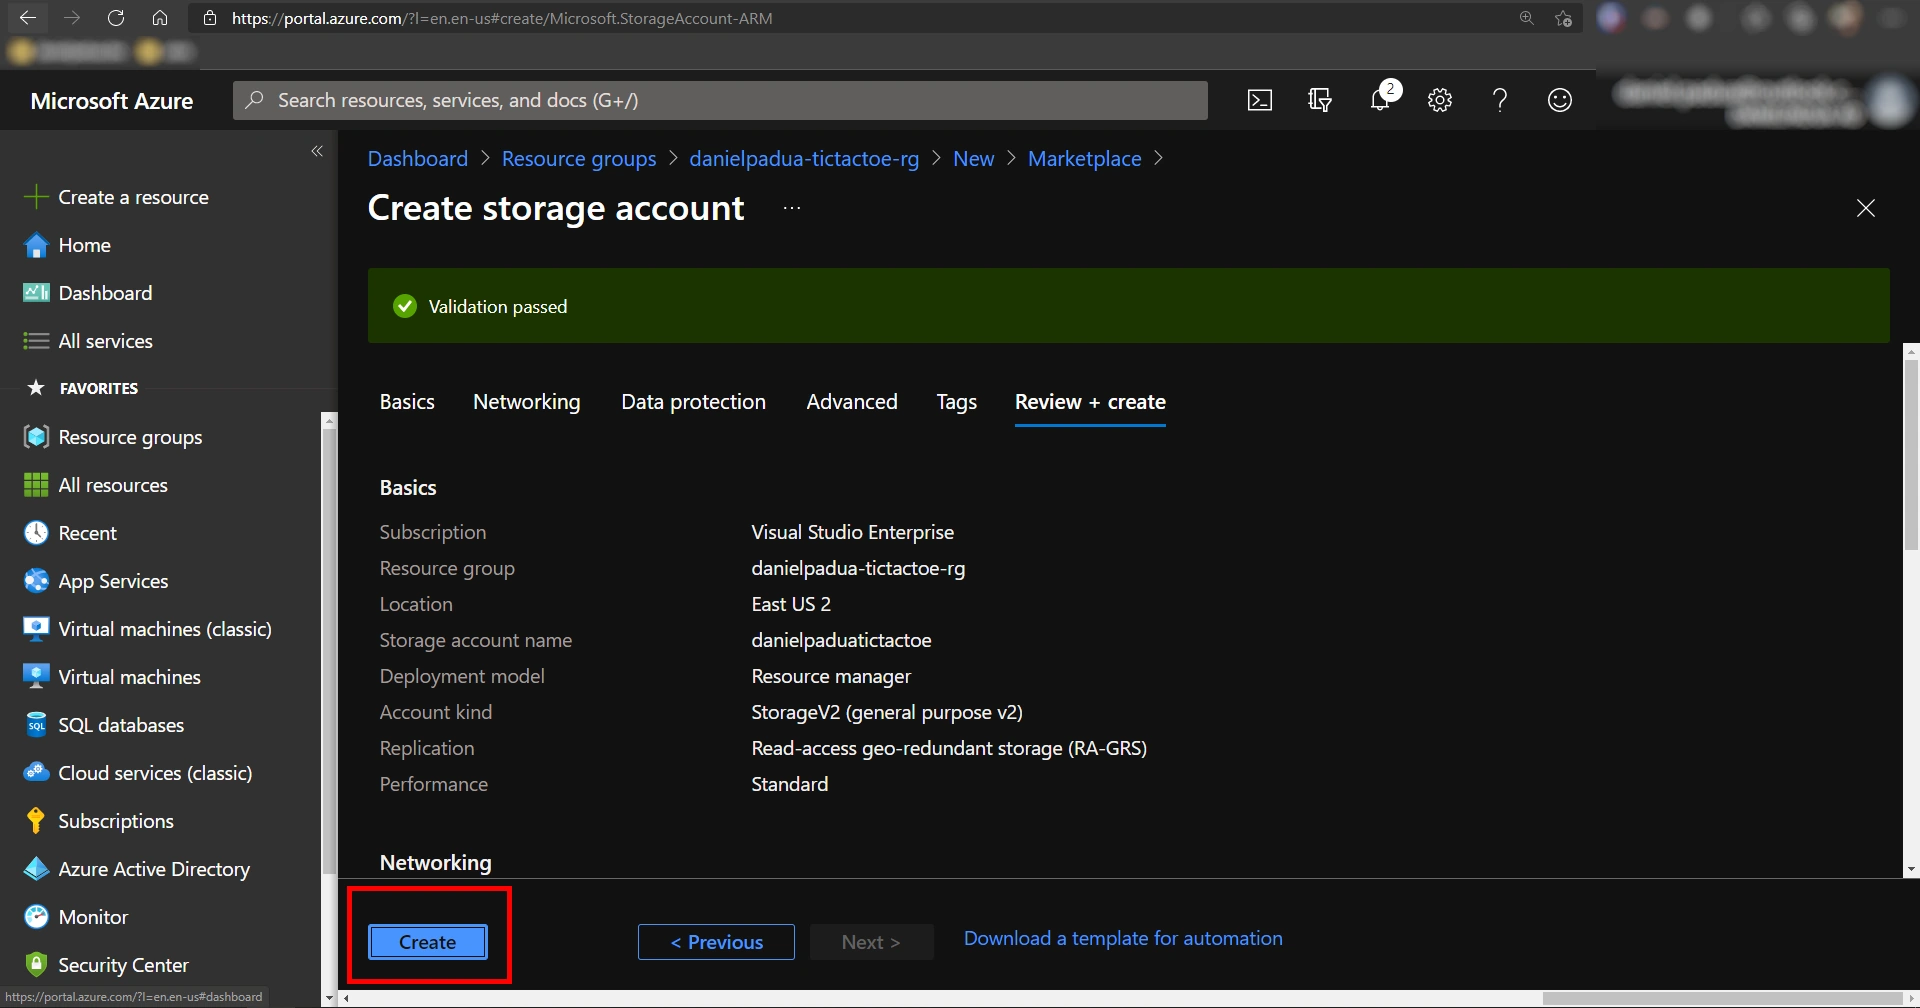 https://portal.azure.com/?l=en.en-us#create/Microsoft.StorageAccount-ARM
Microsoft Azure
Search resources, services, and docs (G+/)
2
Dashboard > Resource groups > danielpadua-tictactoe-rg > New > Marketplace >
Create storage account ...
Validation passed
Create a resource
Home
Dashboard
All services
FAVORITES
Resource groups
All resources
Recent
App Services
Virtual machines (classic)
Virtual machines
SQL databases
Cloud services (classic)
Subscriptions
Azure Active Directory
Monitor
Security Center
Basics Networking Data protection Advanced Tags Review + create
Basics
Subscription Visual Studio Enterprise
Resource group danielpadua-tictactoe-rg
Location East US 2
Storage account name danielpaduatictactoe
Deployment model Resource manager
Account kind StorageV2 (general purpose v2)
Replication Read-access geo-redundant storage (RA-GRS)
Performance Standard
Networking
Create < Previous Next > Download a template for automation
https://portal.azure.com/?l=en.en-us#dashboard